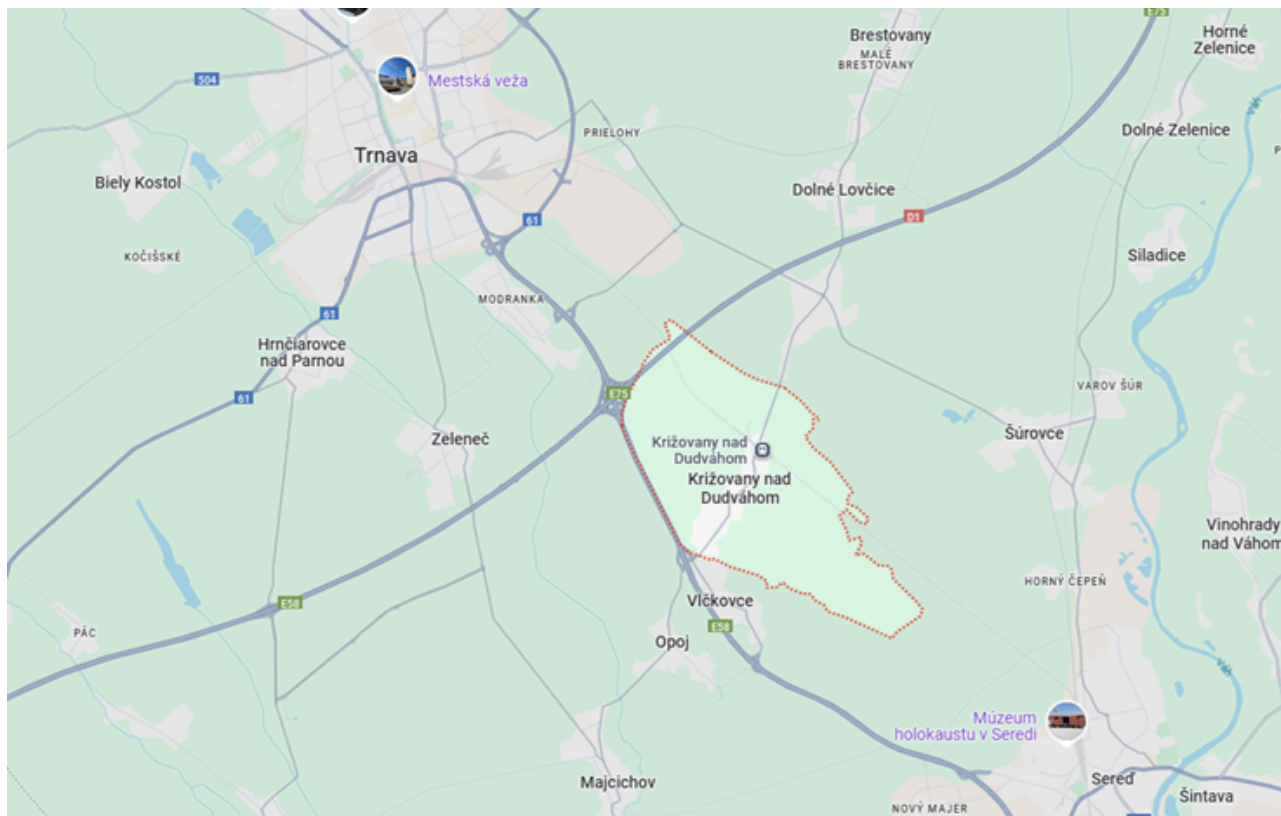 E75
Brestovany
MALÉ
BRESTOVANY
Horné
Zelenice
504
Mestská veža
Váh
PRIELOHY
Dolné Zelenice
Trnava
Biely Kostol
Dolné Lovčice
61
D1
KOČIŠSKÉ
Siladice
MODRANKA
61
Hrnčiarovce
nad Parnou
VAROV ŠÚR
61
E75
Zeleneč
Šúrovce
Križovany nad
Dudváhom
Križovany nad
Dudváhom
Vinohrady
nad Váhom
HORNÝ ČEPEŇ
E58
Vlčkovce
PÁC
E58
Opoj
Váh
Múzeum
holokaustu v Seredi
Majcichov
Sereď
Šintava
NOVÝ MAJER